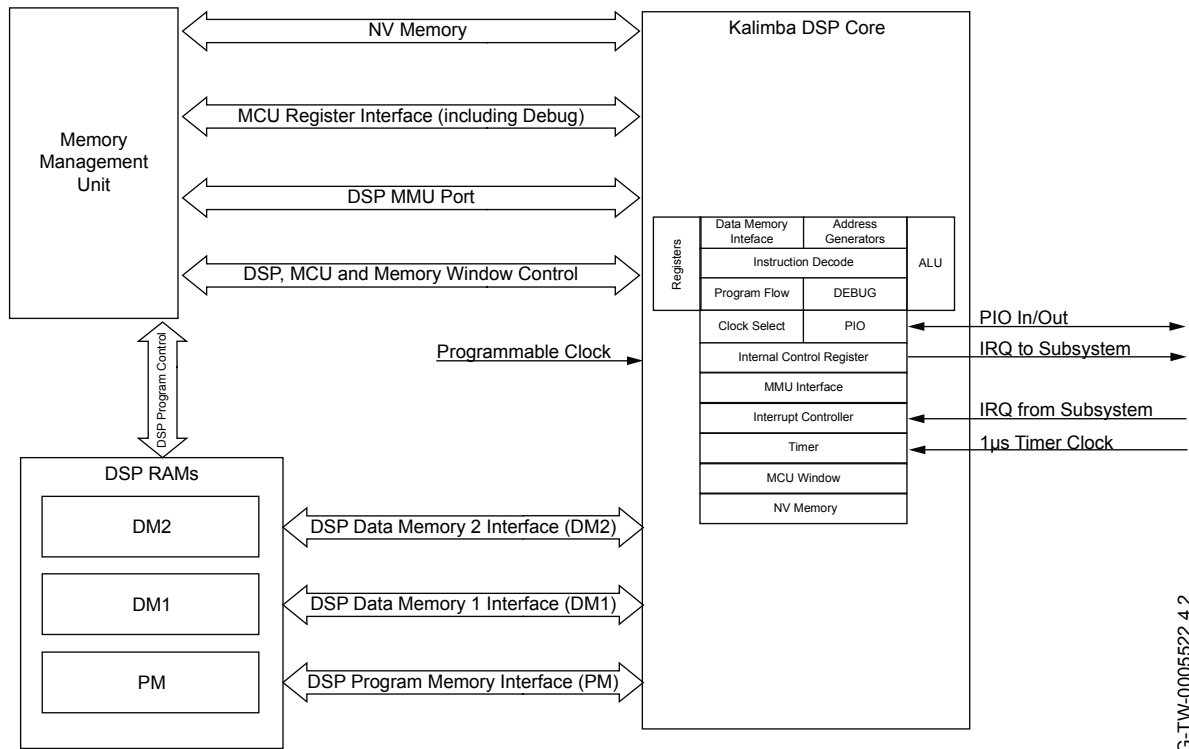 NV Memory
Kalimba DSP Core
MCU Register Interface (including Debug)
Memory
Management
Unit
DSP MMU Port
DSP, MCU and Memory Window Control
Registers
Data Memory
Inteface
Address
Generators
Instruction Decode
ALU
Program Flow
DEBUG
Clock Select
PIO
PIO In/Out
Programmable Clock
Internal Control Register
IRQ to Subsystem
MMU Interface
Interrupt Controller
IRQ from Subsystem
Timer
1µs Timer Clock
MCU Window
NV Memory
DSP Program Control
DSP RAMs
DM2
DSP Data Memory 2 Interface (DM2)
DM1
DSP Data Memory 1 Interface (DM1)
PM
DSP Program Memory Interface (PM)
G-TW-0005522.4.2